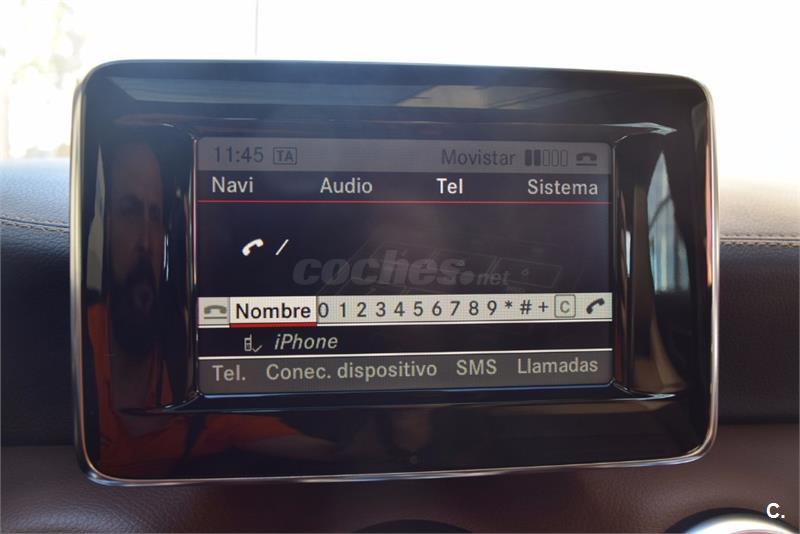 11:45 TA Movistar
Navi Audio Tel Sistema
/
coches.net
Nombre 0 1 2 3 4 5 6 7 8 9 * # + C
iPhone
Tel. Conec. dispositivo SMS Llamadas
C.